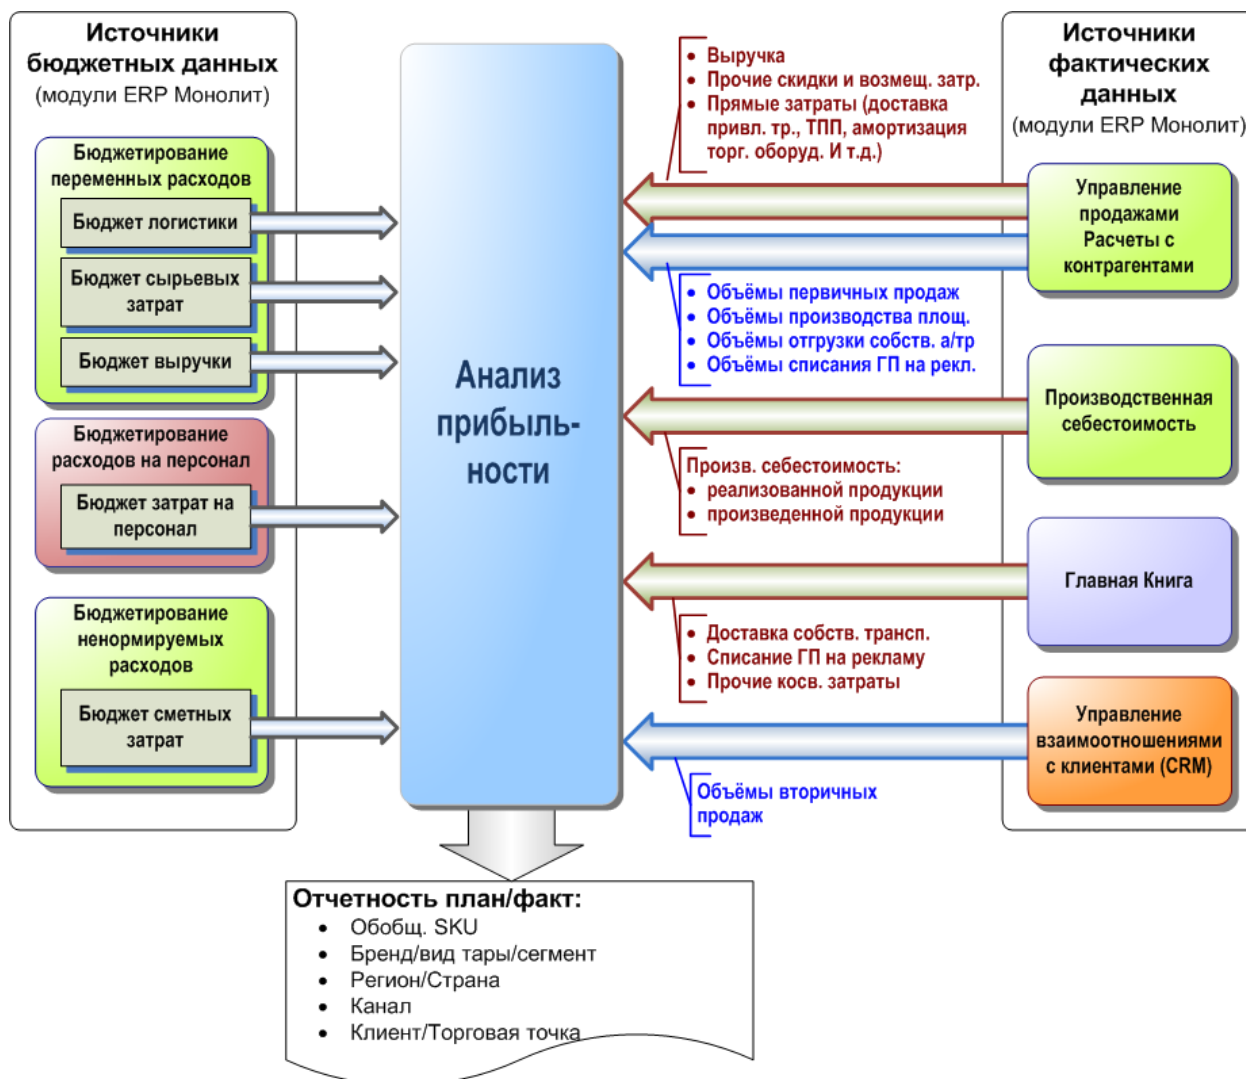 Источники
бюджетных данных
(модули ERP Монолит)
Бюджетирование
переменных расходов
Бюджет логистики
Бюджет сырьевых
затрат
Бюджет выручки
Бюджетирование
расходов на персонал
Бюджет затрат на
персонал
Бюджетирование
ненормируемых
расходов
Бюджет сметных
затрат
Анализ
прибыль-
ности
• Выручка
• Прочие скидки и возмещ. затр.
• Прямые затраты (доставка
привл. тр., ТПП, амортизация
торг. оборуд. И т.д.)
• Объёмы первичных продаж
• Объёмы производства площ.
• Объёмы отгрузки собств. а/тр
• Объёмы списания ГП на рекл.
Произв. себестоимость:
• реализованной продукции
• произведенной продукции
• Доставка собств. трансп.
• Списание ГП на рекламу
• Прочие косв. затраты
Объёмы вторичных
продаж
Источники
фактических
данных
(модули ERP Монолит)
Управление
продажами
Расчеты с
контрагентами
Производственная
себестоимость
Главная Книга
Управление
взаимоотношениями
с клиентами (CRM)
Отчетность план/факт:
• Обобщ. SKU
• Бренд/вид тары/сегмент
• Регион/Страна
• Канал
• Клиент/Торговая точка